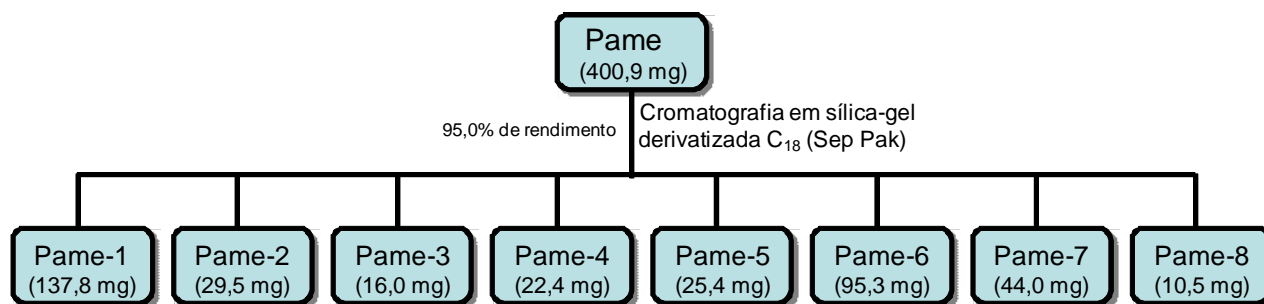 Pame
(400,9 mg)
95,0% de rendimento
Cromatografia em sílica-gel
derivatizada C₁₈ (Sep Pak)
Pame-1
(137,8 mg)
Pame-2
(29,5 mg)
Pame-3
(16,0 mg)
Pame-4
(22,4 mg)
Pame-5
(25,4 mg)
Pame-6
(95,3 mg)
Pame-7
(44,0 mg)
Pame-8
(10,5 mg)